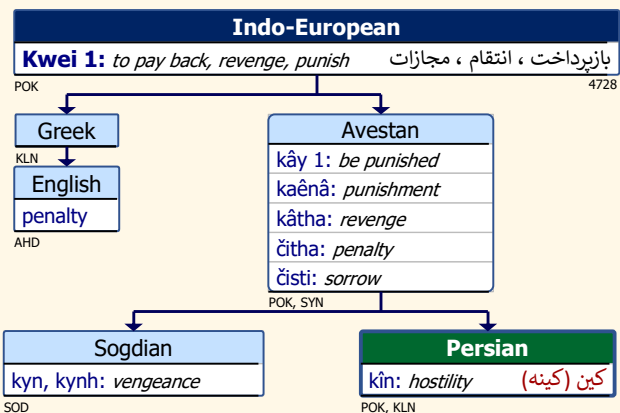 Indo-European
Kwei 1: to pay back, revenge, punish بازپرداخت ، انتقام ، مجازات
POK 4728
Greek
KLN
English
penalty
AHD
Avestan
kây 1: be punished
kaênâ: punishment
kâtha: revenge
čitha: penalty
čisti: sorrow
POK, SYN
Sogdian
kyn, kynh: vengeance
SOD
Persian
kîn: hostility کین (کینه)
POK, KLN